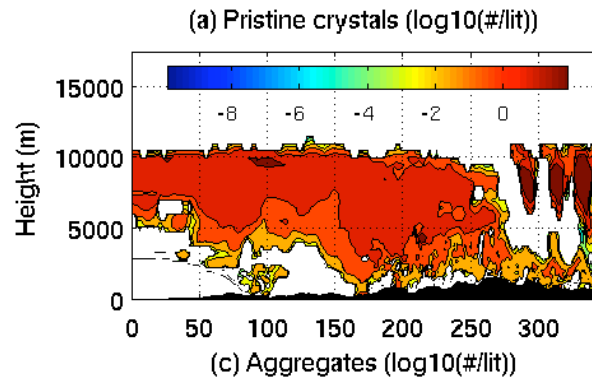 (a) Pristine crystals (log10(#/lit))
15000
-8 -6 -4 -2 0
10000
Height (m)
5000
0
0 50 100 150 200 250 300
(c) Aggregates (log10(#/lit))